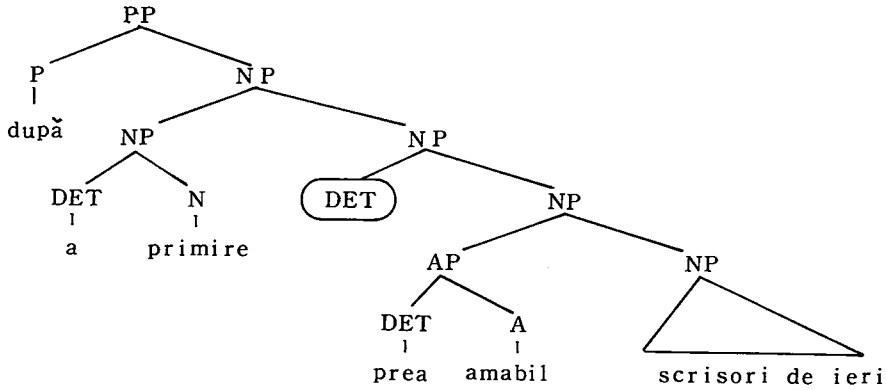 PP
P NP
după NP NP
DET N DET NP
a primire AP NP
DET A
prea amabil scrisori de ieri